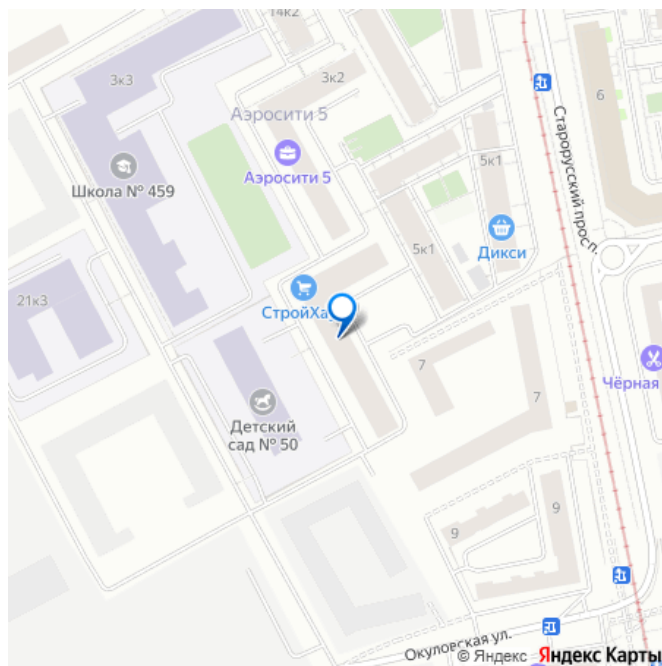 14к2
3к3
3к2
6
Аэросити 5
Старорусский просп.
Школа № 459
Аэросити 5
5к1
Дикси
5к1
21к3
СтройХа
7
Чёрная
7
Детский
сад № 50
9
9
Окуловская ул.
© Яндекс Яндекс Карты